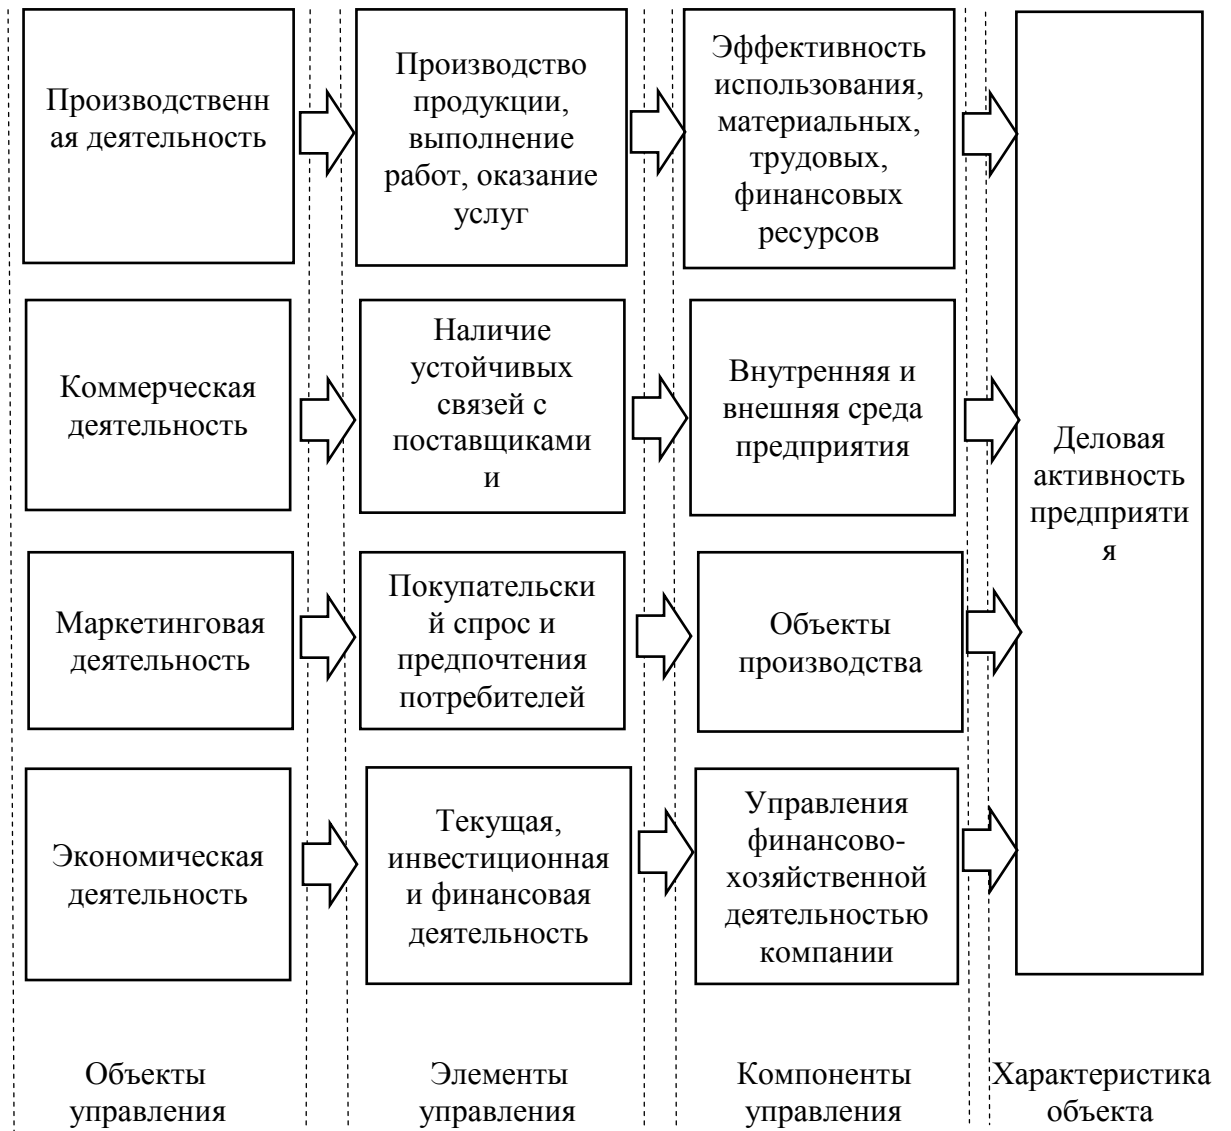 Производственн
ая деятельность
Производство
продукции,
выполнение
работ, оказание
услуг
Эффективность
использования,
материальных,
трудовых,
финансовых
ресурсов
Коммерческая
деятельность
Наличие
устойчивых
связей с
поставщиками
и
Внутренняя и
внешняя среда
предприятия
Деловая
активность
предприяти
я
Маркетинговая
деятельность
Покупательски
й спрос и
предпочтения
потребителей
Объекты
производства
Экономическая
деятельность
Текущая,
инвестиционная
и финансовая
деятельность
Управления
финансово-
хозяйственной
деятельностью
компании
Объекты
управления
Элементы
управления
Компоненты
управления
Характеристика
объекта